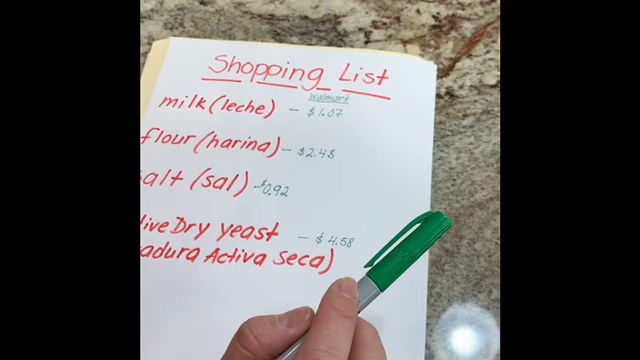 Shopping List
Walmart
milk (leche) - $1.07
flour (harina) - $2.48
alt (sal) - $0.92
tive Dry Yeast - $4.58
adura Activa Seca)